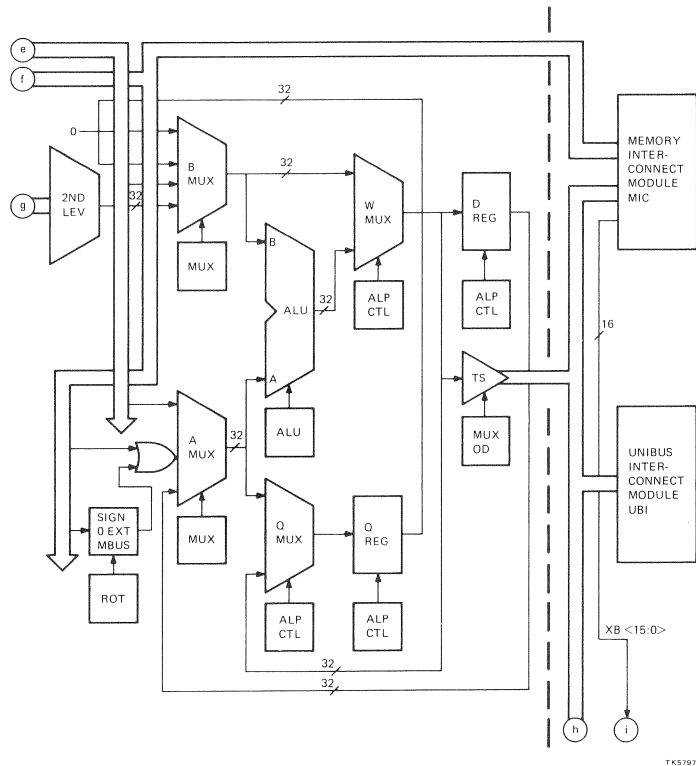 e
f
g
32
0
2ND
LEV
32
B
MUX
32
MUX
W
MUX
D
REG
B
ALU
A
32
ALP
CTL
ALP
CTL
MEMORY
INTER-
CONNECT
MODULE
MIC
16
TS
MUX
OD
A
MUX
32
ALU
SIGN
0 EXT
MBUS
MUX
ROT
Q
MUX
Q
REG
ALP
CTL
ALP
CTL
UNIBUS
INTER-
CONNECT
MODULE
UBI
XB <15:0>
32
32
h
i
TK5797